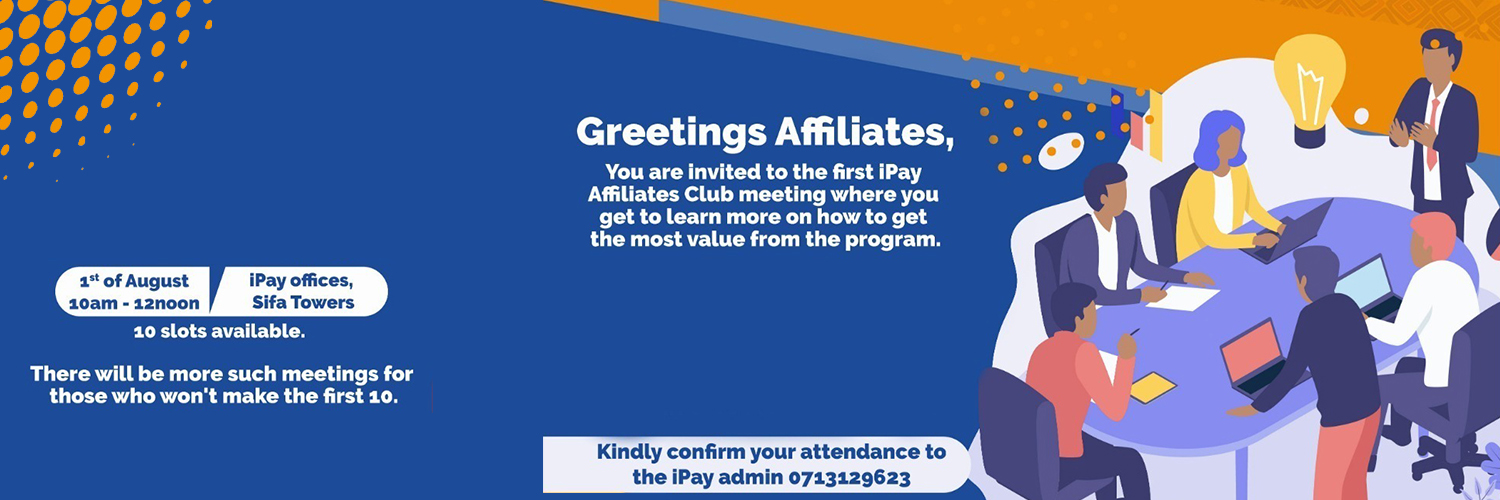 Greetings Affiliates,
You are invited to the first iPay
Affiliates Club meeting where you
get to learn more on how to get
the most value from the program.
1st of August
10am - 12noon
iPay offices,
Sifa Towers
10 slots available.
There will be more such meetings for
those who won't make the first 10.
Kindly confirm your attendance to
the iPay admin 0713129623